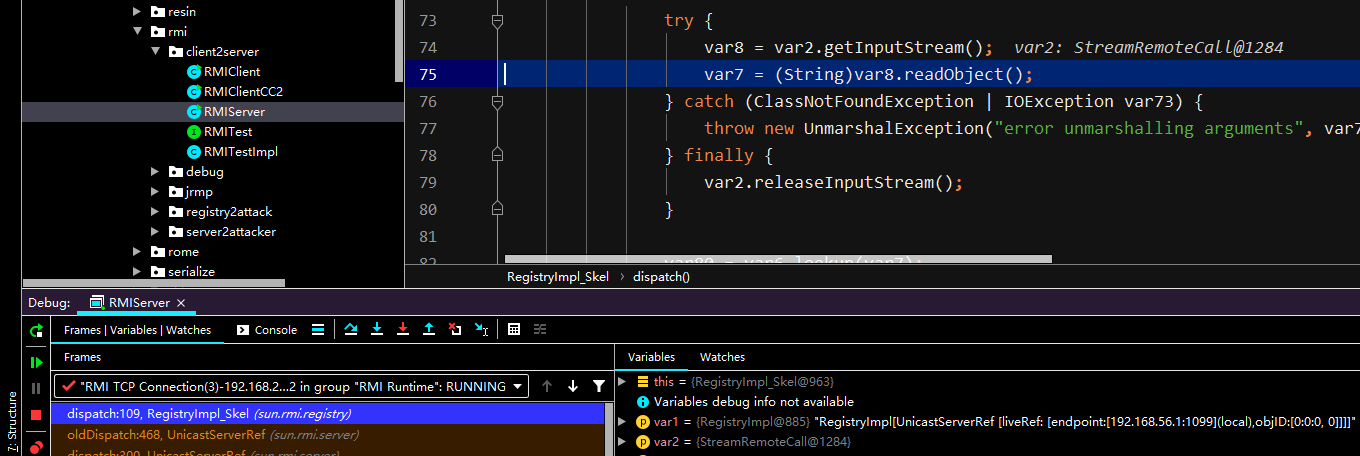 resin
rmi
client2server
RMIClient
RMIClientCC2
RMIServer
RMITest
RMITestImpl
debug
jrmp
registry2attack
server2attacker
rome
serialize
73 try {
74 var8 = var2.getInputStream(); var2: StreamRemoteCall@1284
75 var7 = (String)var8.readObject();
76 } catch (ClassNotFoundException | IOException var73) {
77 throw new UnmarshalException("error unmarshalling arguments", var7
78 } finally {
79 var2.releaseInputStream();
80 }
81
82 var80 = var6.lookup(var7);
RegistryImpl_Skel › dispatch()
Debug: RMIServer ×
Frames | Variables | Watches Console
Frames
Variables Watches
"RMI TCP Connection(3)-192.168.2...2 in group "RMI Runtime": RUNNING
dispatch:109, RegistryImpl_Skel (sun.rmi.registry)
oldDispatch:468, UnicastServerRef (sun.rmi.server)
dispatch:300, UnicastServerRef (sun.rmi.server)
this = {RegistryImpl_Skel@963}
Variables debug info not available
var1 = {RegistryImpl@885} "RegistryImpl[UnicastServerRef [liveRef: [endpoint:[192.168.56.1:1099](local),objID:[0:0:0, 0]]]]"
var2 = {StreamRemoteCall@1284}
7: Structure